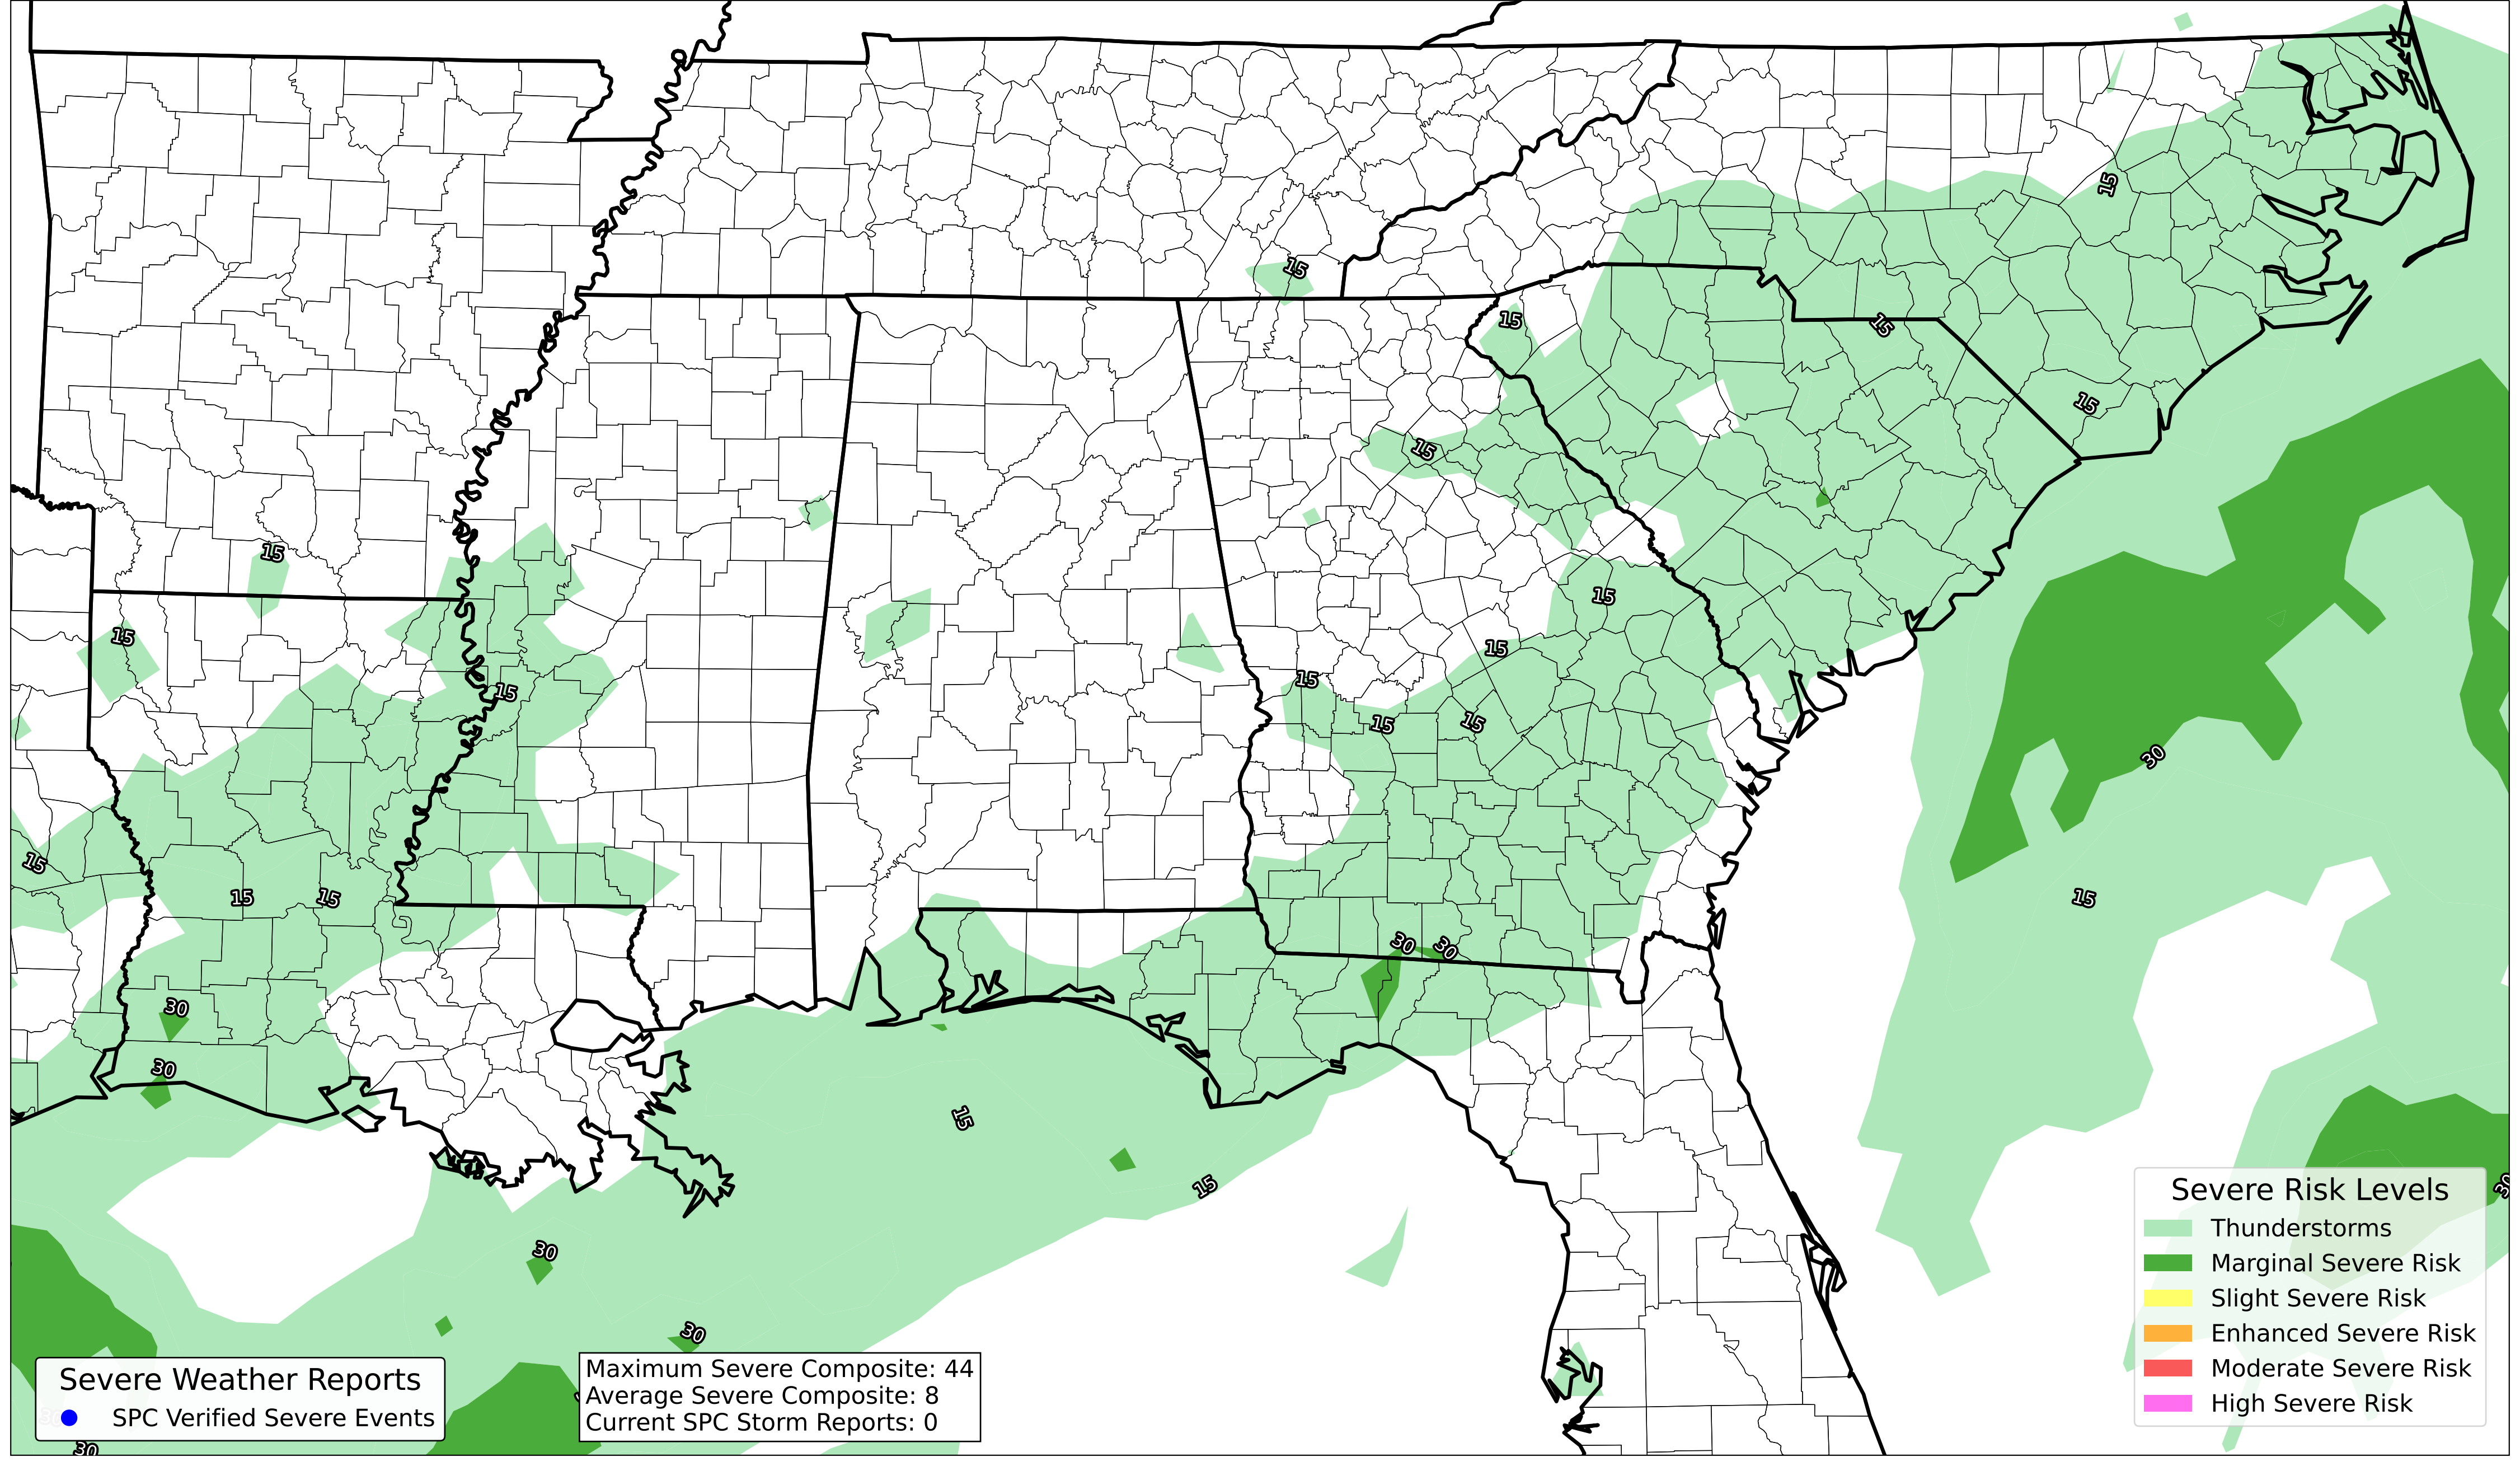 15
15
15
15
15
15
15
15
15
15
15
15
15
15
30
15
15
15
15
15
30
30
30
30
15
15
30
30
30
30
Severe Risk Levels
Thunderstorms
Marginal Severe Risk
Slight Severe Risk
Enhanced Severe Risk
Moderate Severe Risk
High Severe Risk
Severe Weather Reports
SPC Verified Severe Events
Maximum Severe Composite: 44
Average Severe Composite: 8
Current SPC Storm Reports: 0